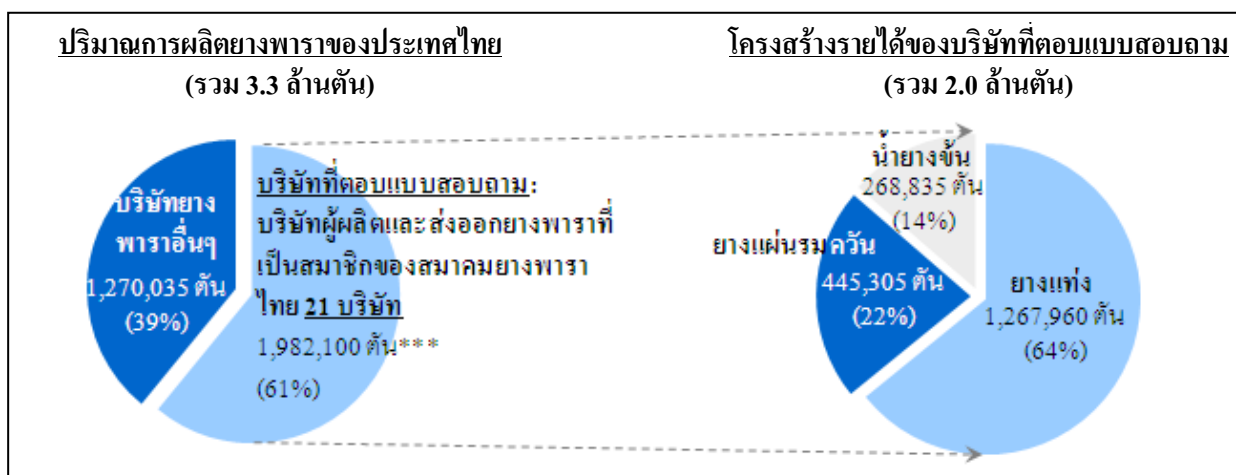 ปริมาณการผลิตยางพาราของประเทศไทย
(รวม 3.3 ล้านตัน)
บริษัทยาง
พาราอื่นๆ
1,270,035 ตัน
(39%)
บริษัทที่ตอบแบบสอบถาม:
บริษัทผู้ผลิตและส่งออกยางพาราที่
เป็นสมาชิกของสมาคมยางพารา
ไทย 21 บริษัท
1,982,100 ตัน***
(61%)
โครงสร้างรายได้ของบริษัทที่ตอบแบบสอบถาม
(รวม 2.0 ล้านตัน)
น้ำยางข้น
268,835 ตัน
(14%)
ยางแผ่นรมควัน
445,305 ตัน
(22%)
ยางแท่ง
1,267,960 ตัน
(64%)